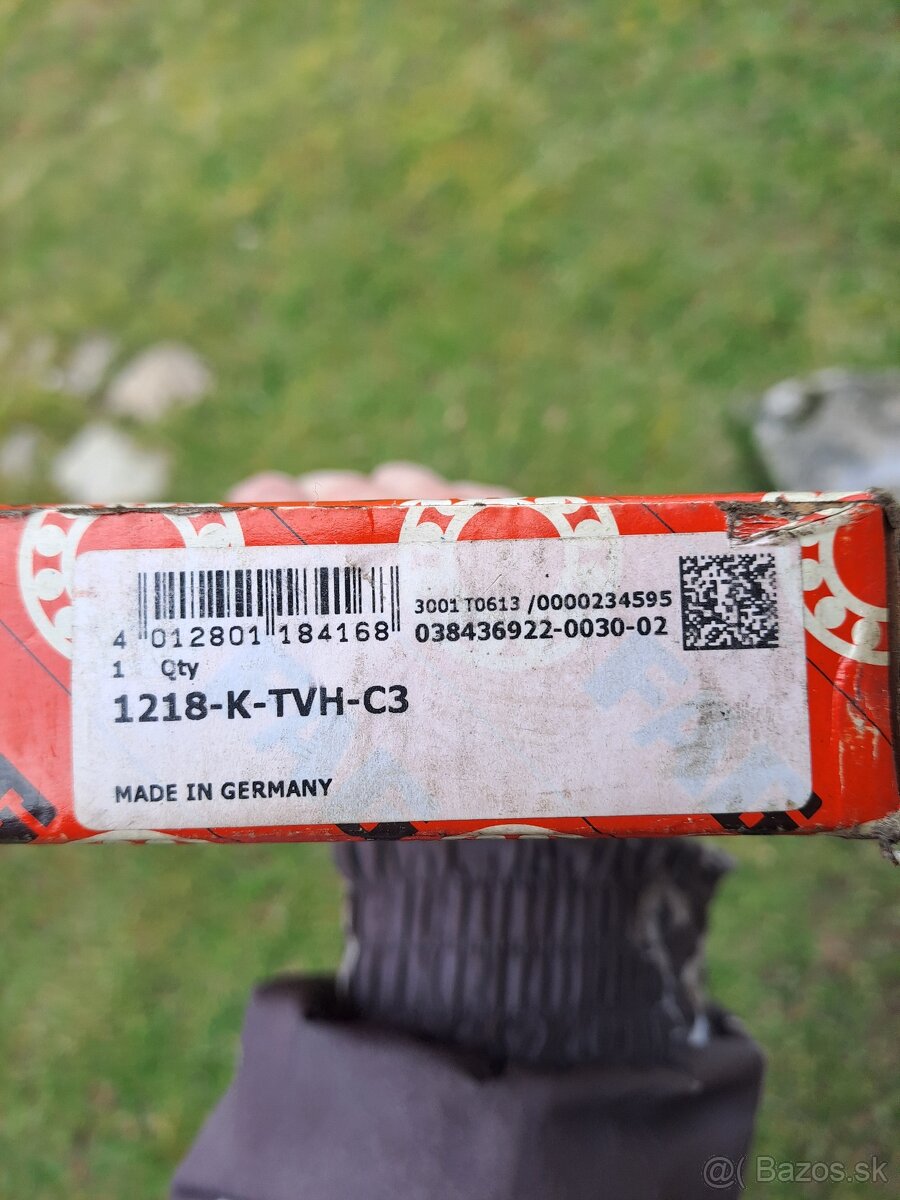 3001 T0613 /0000234595
4 012801 184168
038436922-0030-02
1 Qty
1218-K-TVH-C3
MADE IN GERMANY
FAG
@( Bazos.sk